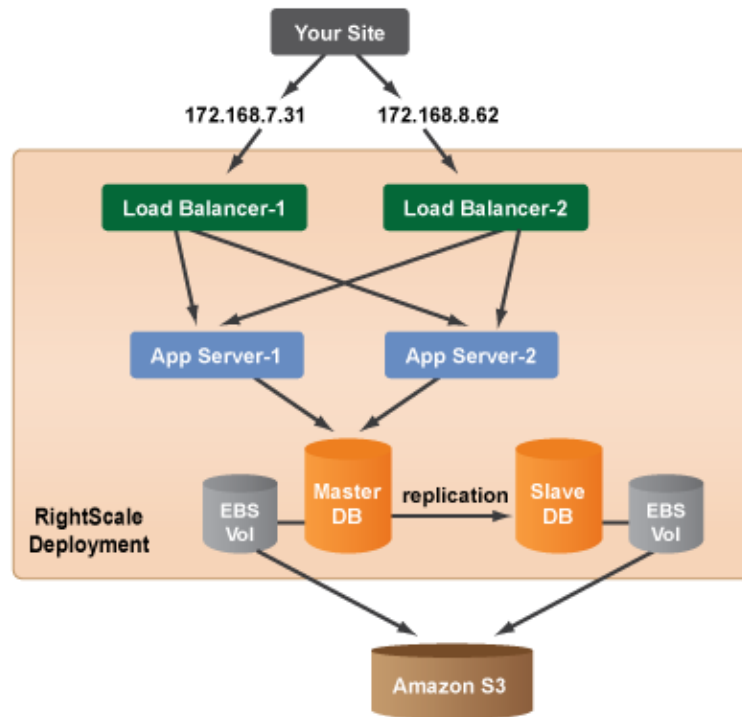 Your Site
172.168.7.31
172.168.8.62
Load Balancer-1
Load Balancer-2
App Server-1
App Server-2
Master
DB
replication
Slave
DB
EBS
Vol
EBS
Vol
RightScale
Deployment
Amazon S3